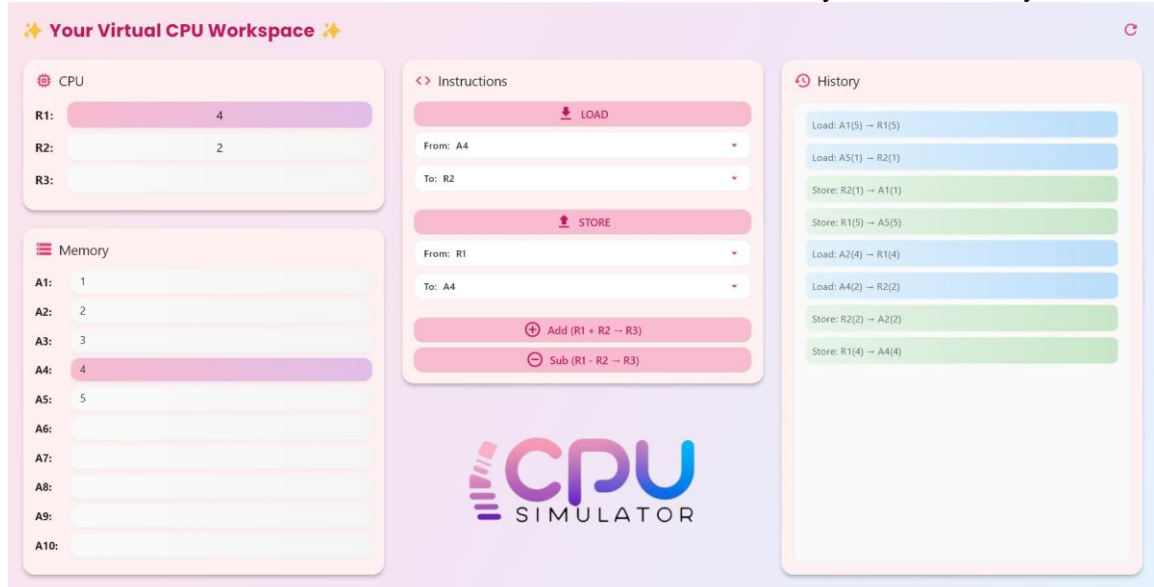 ✨ Your Virtual CPU Workspace ✨
CPU
R1: 4
R2: 2
R3:
Memory
A1: 1
A2: 2
A3: 3
A4: 4
A5: 5
A6:
A7:
A8:
A9:
A10:
<> Instructions
LOAD
From: A4
To: R2
STORE
From: R1
To: A4
Add (R1 + R2 → R3)
Sub (R1 - R2 → R3)
CPU
SIMULATOR
History
Load: A1(5) → R1(5)
Load: A5(1) → R2(1)
Store: R2(1) → A1(1)
Store: R1(5) → A5(5)
Load: A2(4) → R1(4)
Load: A4(2) → R2(2)
Store: R2(2) → A2(2)
Store: R1(4) → A4(4)